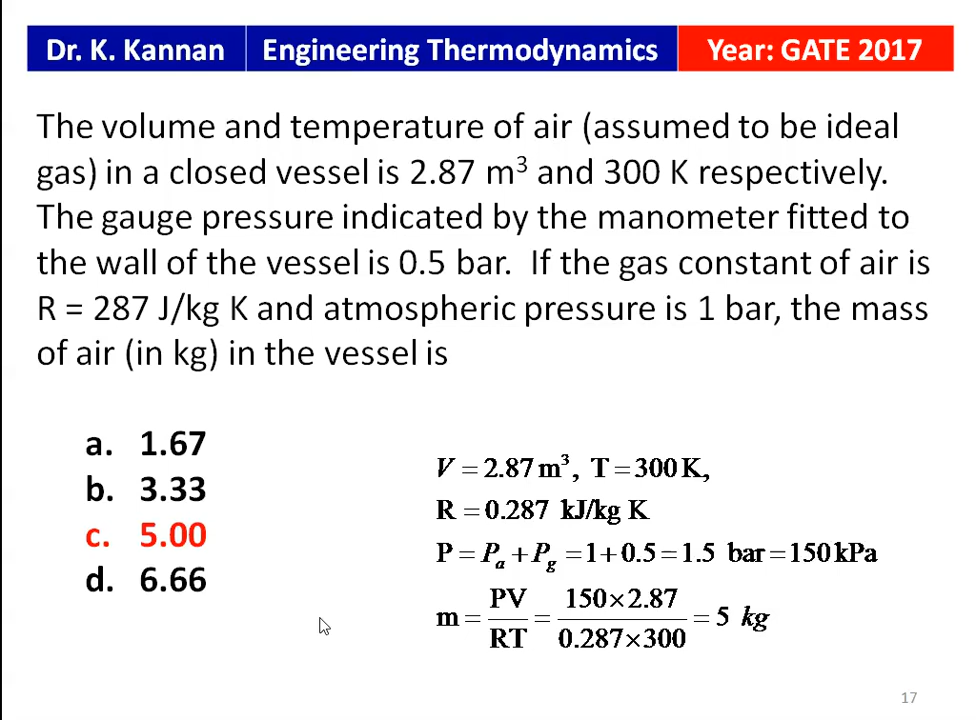 Dr. K. Kannan Engineering Thermodynamics Year: GATE 2017
The volume and temperature of air (assumed to be ideal
gas) in a closed vessel is 2.87 m³ and 300 K respectively.
The gauge pressure indicated by the manometer fitted to
the wall of the vessel is 0.5 bar. If the gas constant of air is
R = 287 J/kg K and atmospheric pressure is 1 bar, the mass
of air (in kg) in the vessel is
a. 1.67
b. 3.33
c. 5.00
d. 6.66
V = 2.87 m³, T = 300 K,
R = 0.287 kJ/kg K
P = Pₐ + P_g = 1 + 0.5 = 1.5 bar = 150 kPa
m = PV/RT = 150×2.87/0.287×300 = 5 kg
17